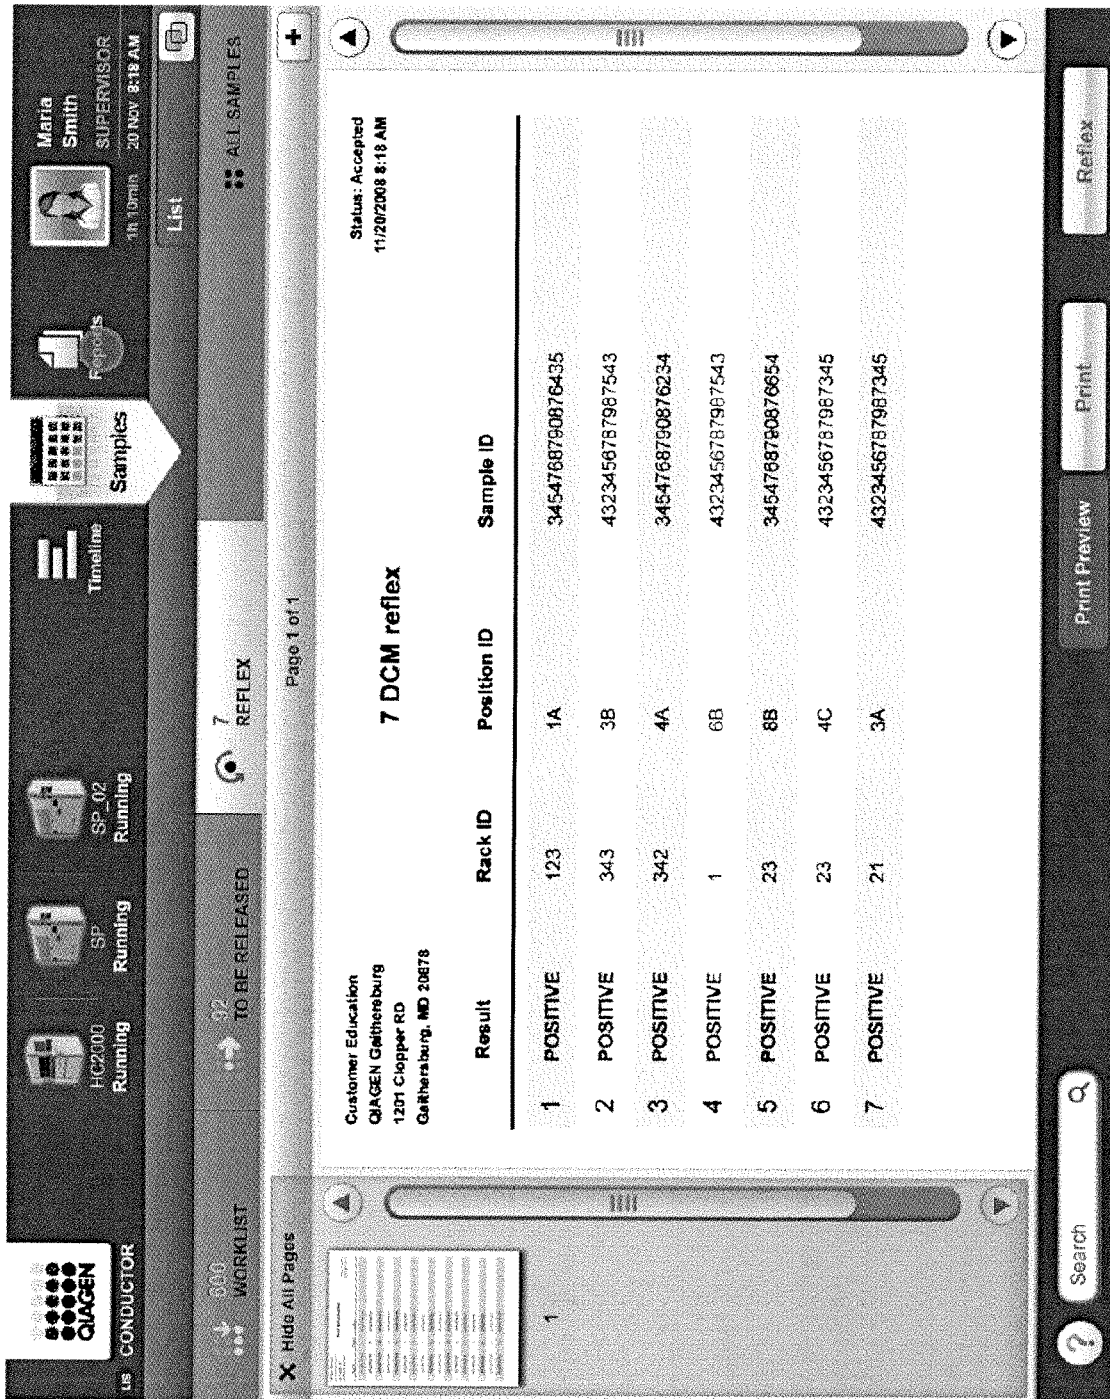 QIAGEN
LIS CONDUCTOR
HC2000
Running
SP
Running
SP_02
Running
Timeline
Samples
Reports
Maria
Smith
SUPERVISOR
1h 10min 20 Nov 8:18 AM
List
600
WORKLIST
92
TO BE RELEASED
7
REFLEX
ALL SAMPLES
X Hide All Pages
Page 1 of 1
+
1
Customer Education
QIAGEN Gaithersburg
1201 Clopper RD
Gaithersburg, MD 20878
Status: Accepted
11/20/2008 8:18 AM
7 DCM reflex
Result Rack ID Position ID Sample ID
1 POSITIVE 123 1A 3454768790876435
2 POSITIVE 343 3B 4323456787987543
3 POSITIVE 342 4A 3454768790876234
4 POSITIVE 1 6B 4323456787987543
5 POSITIVE 23 8B 3454768790876654
6 POSITIVE 23 4C 4323456787987345
7 POSITIVE 21 3A 4323456787987345
? Search
Print Preview
Print
Reflex